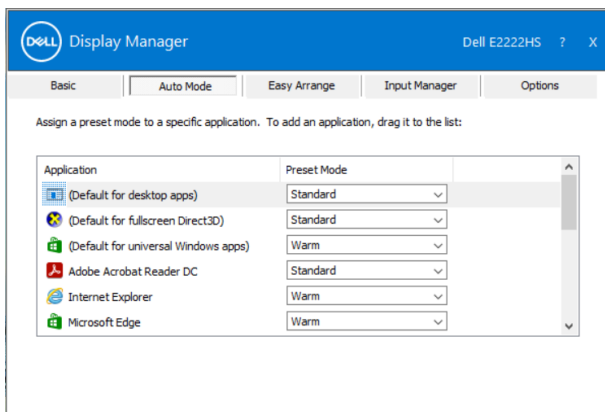 DELL Display Manager Dell E2222HS ? X
Basic Auto Mode Easy Arrange Input Manager Options
Assign a preset mode to a specific application. To add an application, drag it to the list:
Application Preset Mode
(Default for desktop apps) Standard
(Default for fullscreen Direct3D) Standard
(Default for universal Windows apps) Warm
Adobe Acrobat Reader DC Standard
Internet Explorer Warm
Microsoft Edge Warm